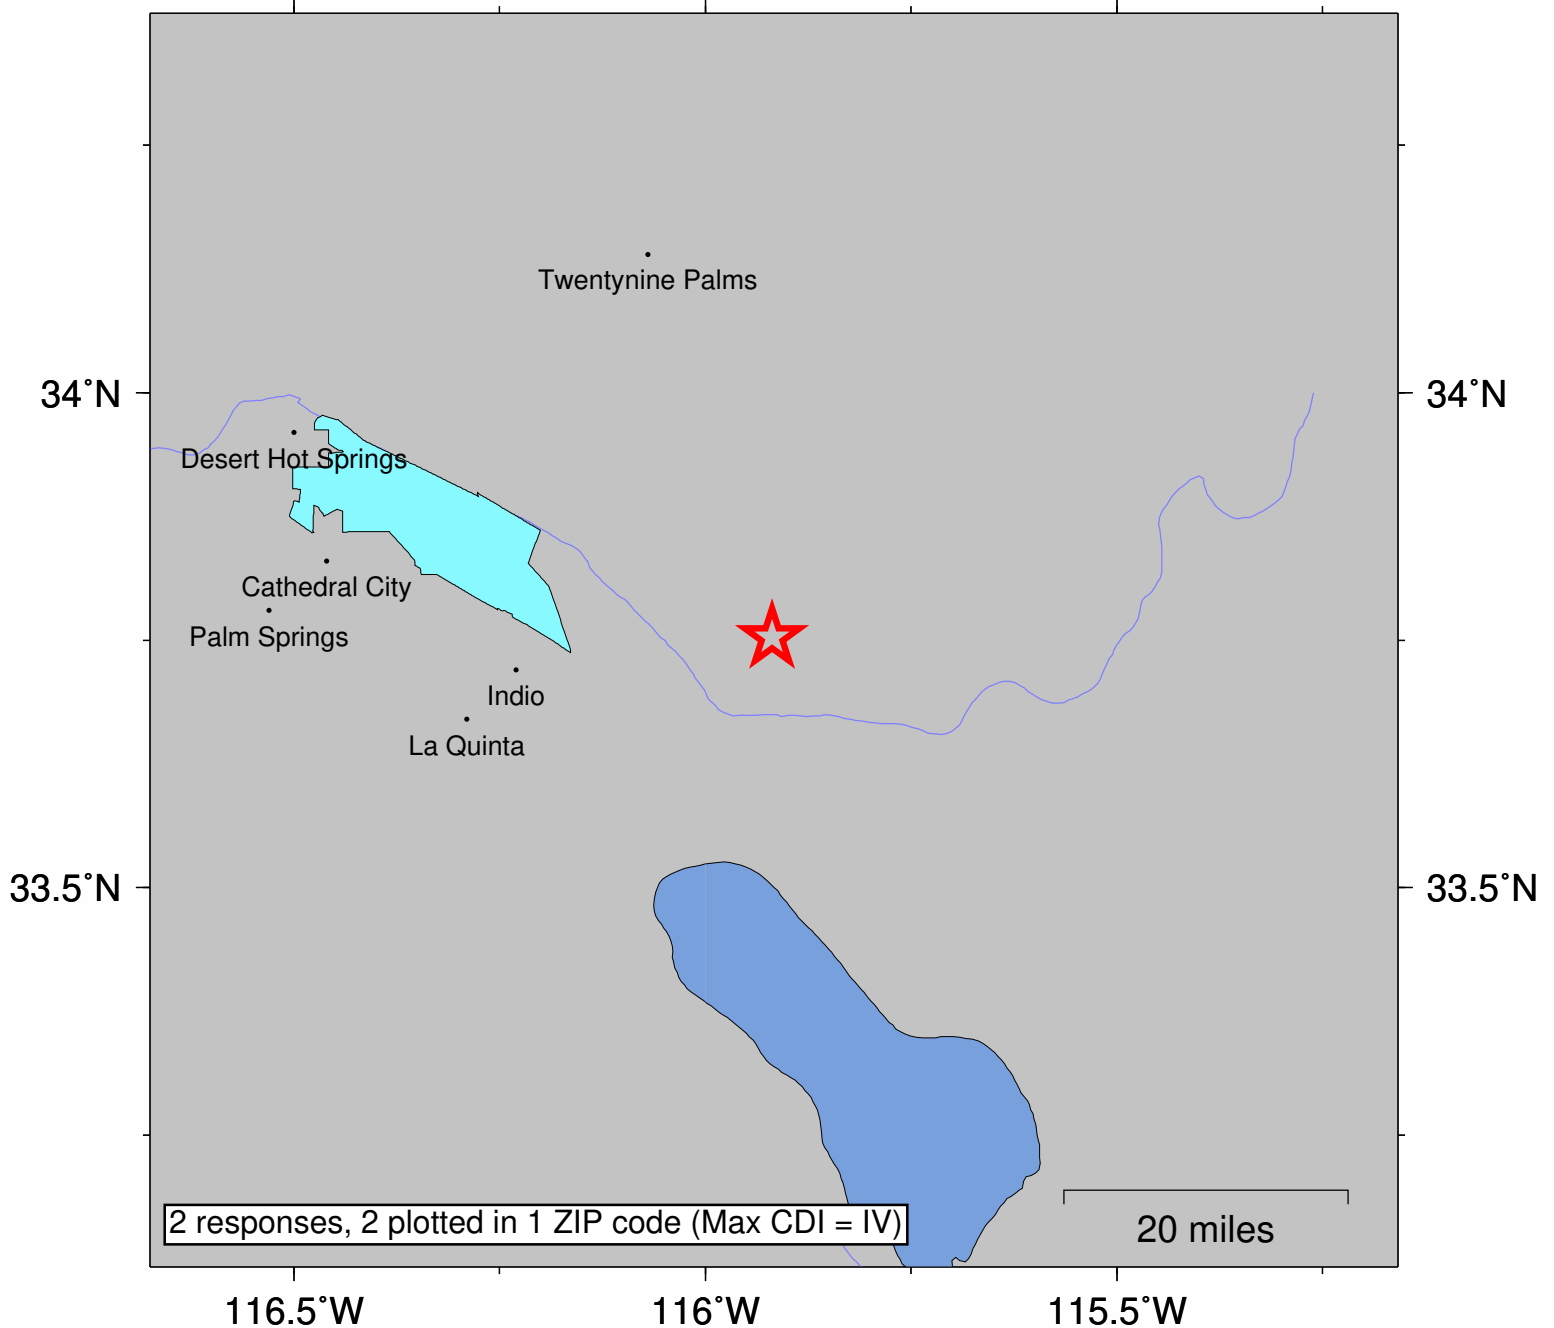 Twentynine Palms
34°N
34°N
Desert Hot Springs
Cathedral City
Palm Springs
Indio
La Quinta
33.5°N
33.5°N
2 responses, 2 plotted in 1 ZIP code (Max CDI = IV)
20 miles
116.5°W
116°W
115.5°W